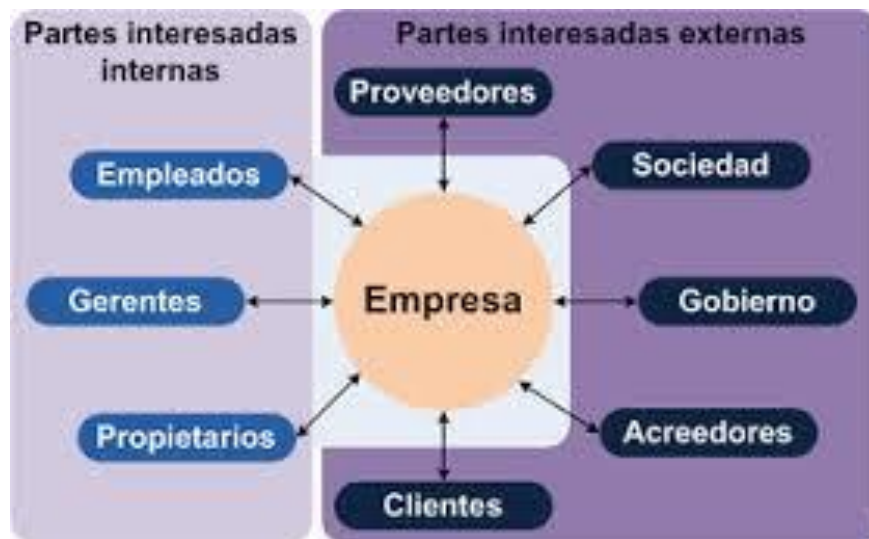 Partes interesadas
internas
Partes interesadas externas
Proveedores
Empleados
Sociedad
Gerentes
Empresa
Gobierno
Propietarios
Acreedores
Clientes